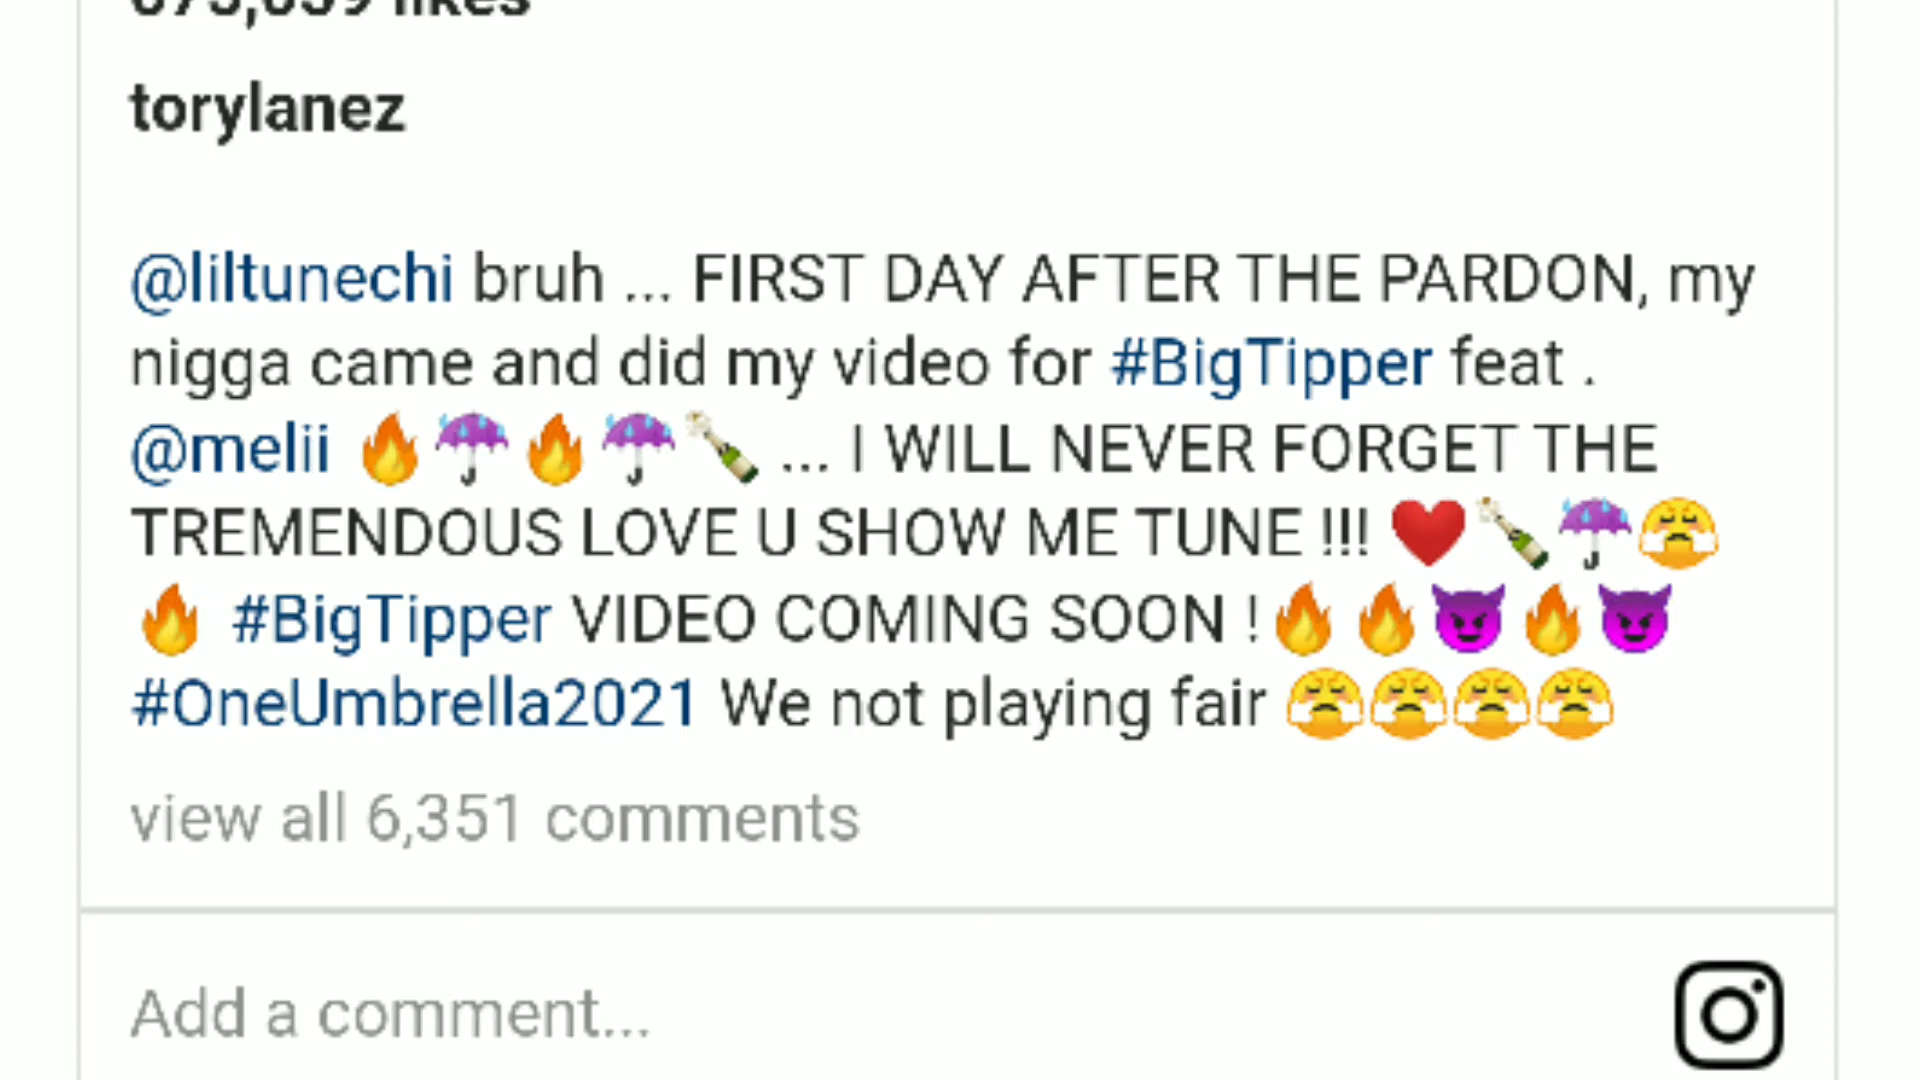 likes
torylanez
@liltunechi bruh ... FIRST DAY AFTER THE PARDON, my
nigga came and did my video for #BigTipper feat .
@melii 🔥☔🔥☔🍾 ... I WILL NEVER FORGET THE
TREMENDOUS LOVE U SHOW ME TUNE !!! ❤️🍾☔😤
🔥 #BigTipper VIDEO COMING SOON !🔥🔥😈🔥😈
#OneUmbrella2021 We not playing fair 😤😤😤😤
view all 6,351 comments
Add a comment...